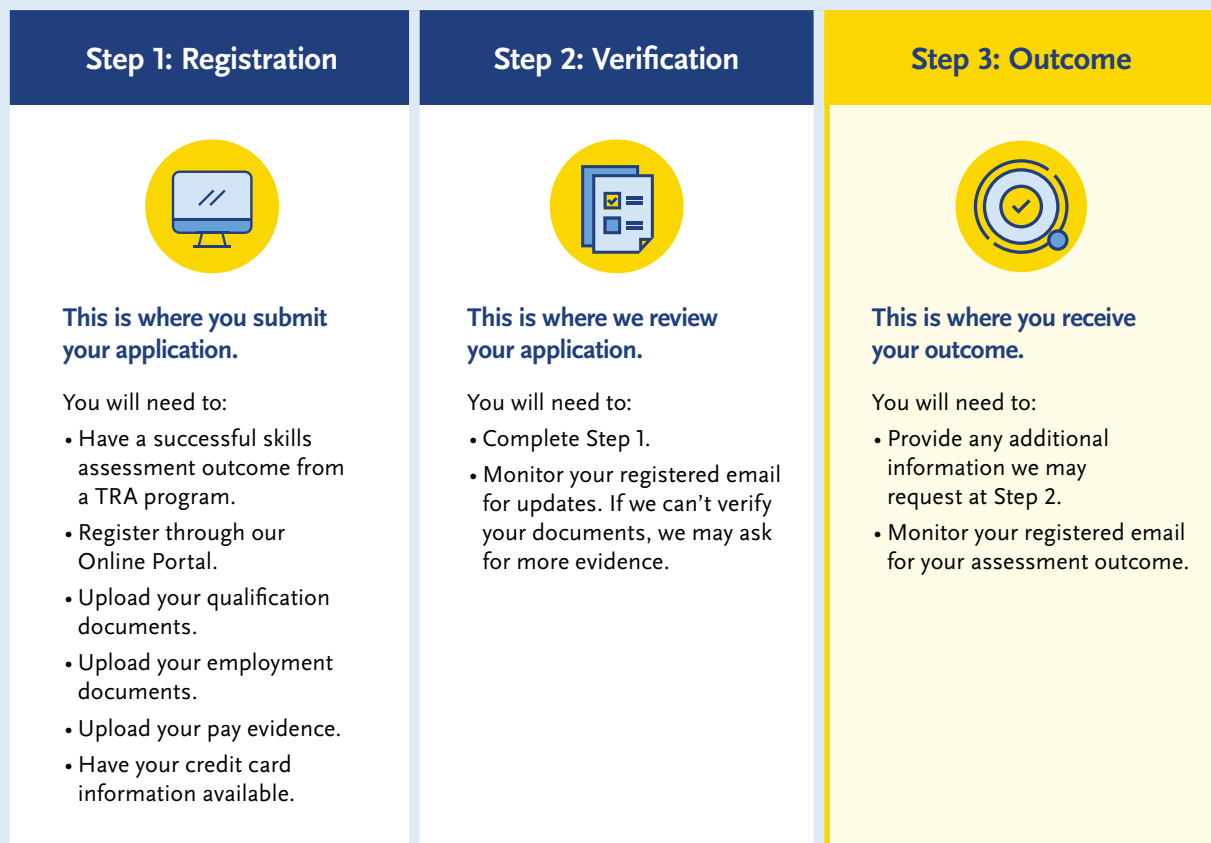 Step 1: Registration
This is where you submit
your application.
You will need to:
• Have a successful skills
assessment outcome from
a TRA program.
• Register through our
Online Portal.
• Upload your qualification
documents.
• Upload your employment
documents.
• Upload your pay evidence.
• Have your credit card
information available.
Step 2: Verification
This is where we review
your application.
You will need to:
• Complete Step 1.
• Monitor your registered email
for updates. If we can’t verify
your documents, we may ask
for more evidence.
Step 3: Outcome
This is where you receive
your outcome.
You will need to:
• Provide any additional
information we may
request at Step 2.
• Monitor your registered email
for your assessment outcome.